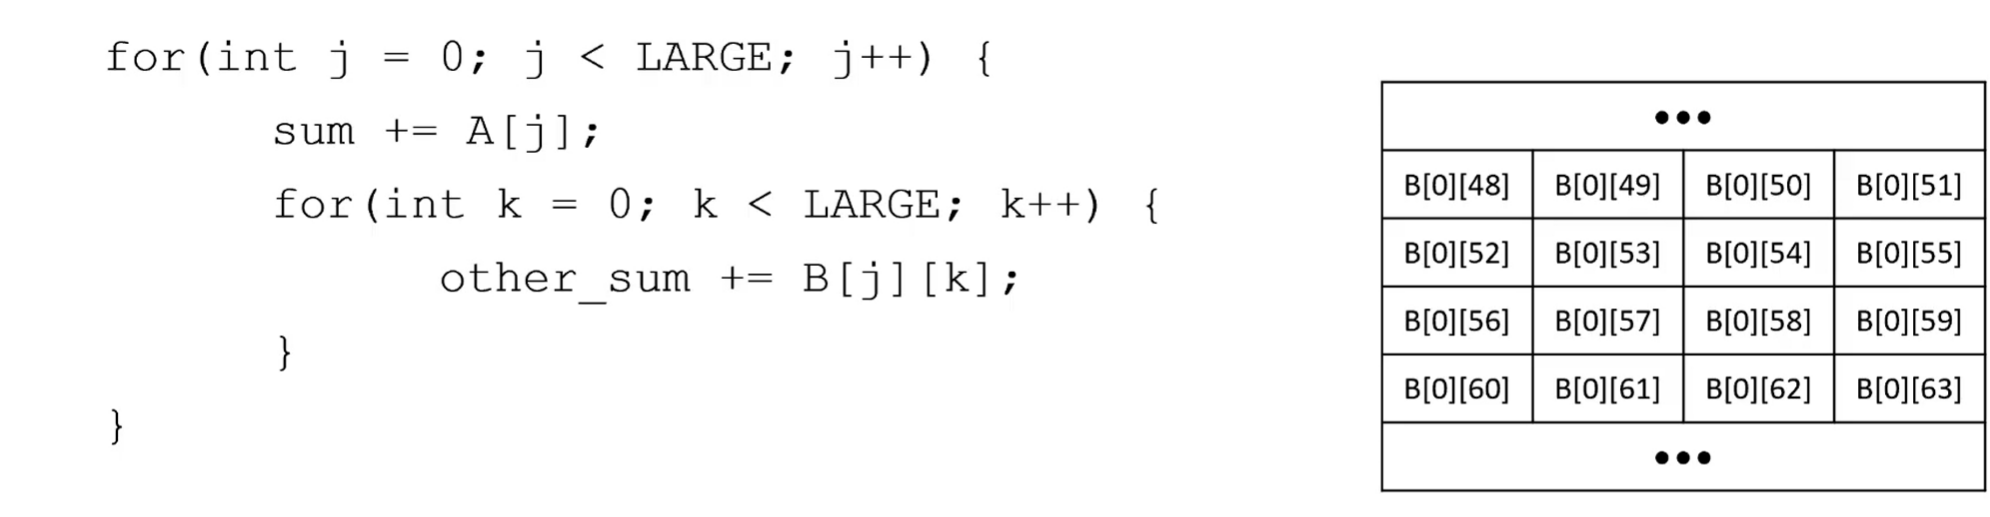 for(int j = 0; j < LARGE; j++) {
sum += A[j];
for(int k = 0; k < LARGE; k++) {
other_sum += B[j][k];
}
}
•••
B[0][48] B[0][49] B[0][50] B[0][51]
B[0][52] B[0][53] B[0][54] B[0][55]
B[0][56] B[0][57] B[0][58] B[0][59]
B[0][60] B[0][61] B[0][62] B[0][63]
•••